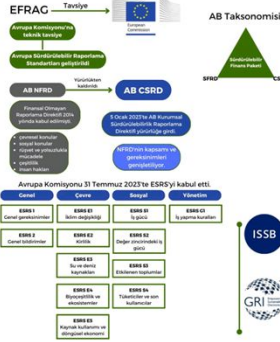 EFRAG
Tavsiye
European
Commission
AB Taksonomisi
Avrupa Komisyonu'na
teknik tavsiye
Avrupa Sürdürülebilir Raporlama
Standartları geliştirildi
Sürdürülebilir
Finans Paketi
SFRD
AB NFRD
Yürürlükten
kaldırıldı
AB CSRD
Finansal Olmayan
Raporlama Direktifi 2014
yılında kabul edilmişti.
çevresel konular
sosyal konular
rüşvet ve yolsuzlukla
mücadele
çeşitlilik
insan hakları
5 Ocak 2023'te AB Kurumsal
Sürdürülebilirlik Raporlama
Direktifi yürürlüğe girdi.
NFRD'nin kapsamı ve
gereksinimleri
genişletiliyor.
Avrupa Komisyonu 31 Temmuz 2023'te ESRS'yi kabul etti.
Genel
Çevre
Sosyal
Yönetim
ESRS 1
Genel gereksinimler
ESRS E1
İklim değişikliği
ESRS S1
İş gücü
ESRS G1
İş yapma kuralları
ESRS 2
Genel bildirimler
ESRS E2
Kirlilik
ESRS S2
Değer zincirindeki iş
gücü
ESRS E3
Su ve deniz
kaynakları
ESRS S3
Etkilenen toplumlar
ESRS E4
Biyoçeşitlilik ve
ekosistemler
ESRS S4
Tüketiciler ve son
kullanıcılar
ESRS E5
Kaynak kullanımı ve
döngüsel ekonomi
ISSB
GRI